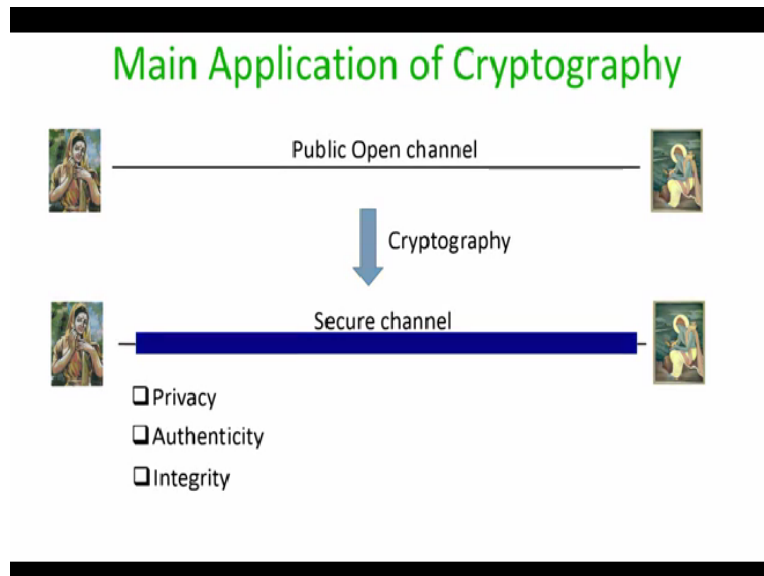 Main Application of Cryptography
Public Open channel
Cryptography
Secure channel
❑Privacy
❑Authenticity
❑Integrity